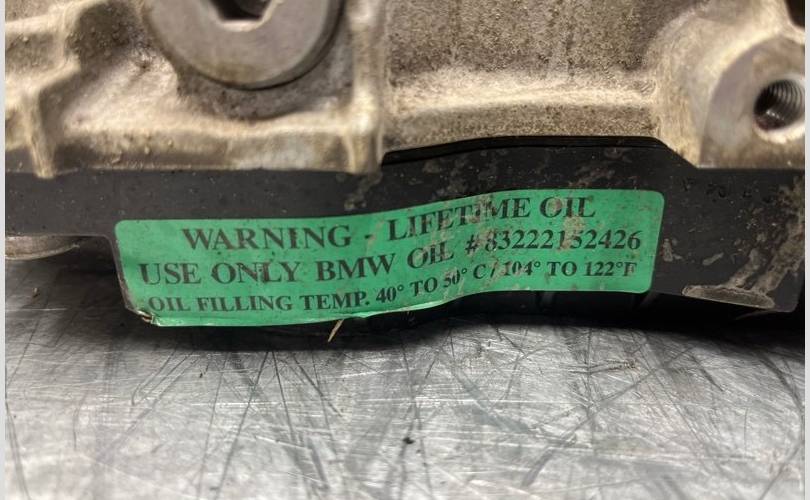 WARNING - LIFETIME OIL
USE ONLY BMW OIL #83222152426
OIL FILLING TEMP. 40° TO 50° C / 104° TO 122°F